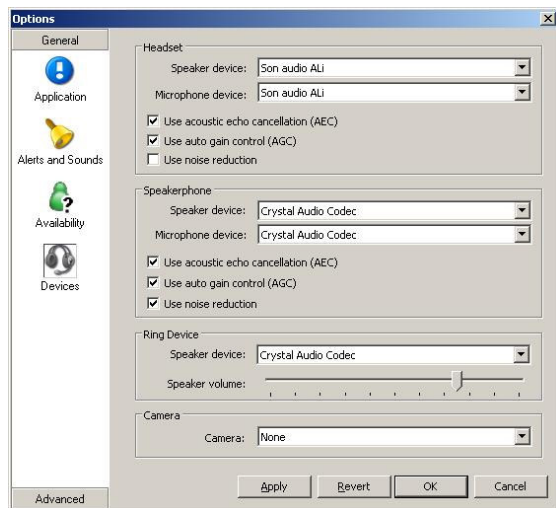 Options
General
Application
Alerts and Sounds
Availability
Devices
Advanced
Headset
Speaker device: Son audio ALi
Microphone device: Son audio ALi
Use acoustic echo cancellation (AEC)
Use auto gain control (AGC)
Use noise reduction
Speakerphone
Speaker device: Crystal Audio Codec
Microphone device: Crystal Audio Codec
Use acoustic echo cancellation (AEC)
Use auto gain control (AGC)
Use noise reduction
Ring Device
Speaker device: Crystal Audio Codec
Speaker volume:
Camera
Camera: None
Apply Revert OK Cancel